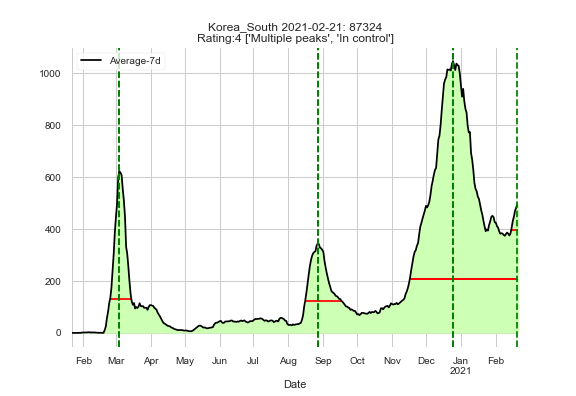 Korea_South 2021-02-21: 87324
Rating:4 ['Multiple peaks', 'In control']
Average-7d
1000
800
600
400
200
0
Feb Mar Apr May Jun Jul Aug Sep Oct Nov Dec Jan Feb
2021
Date